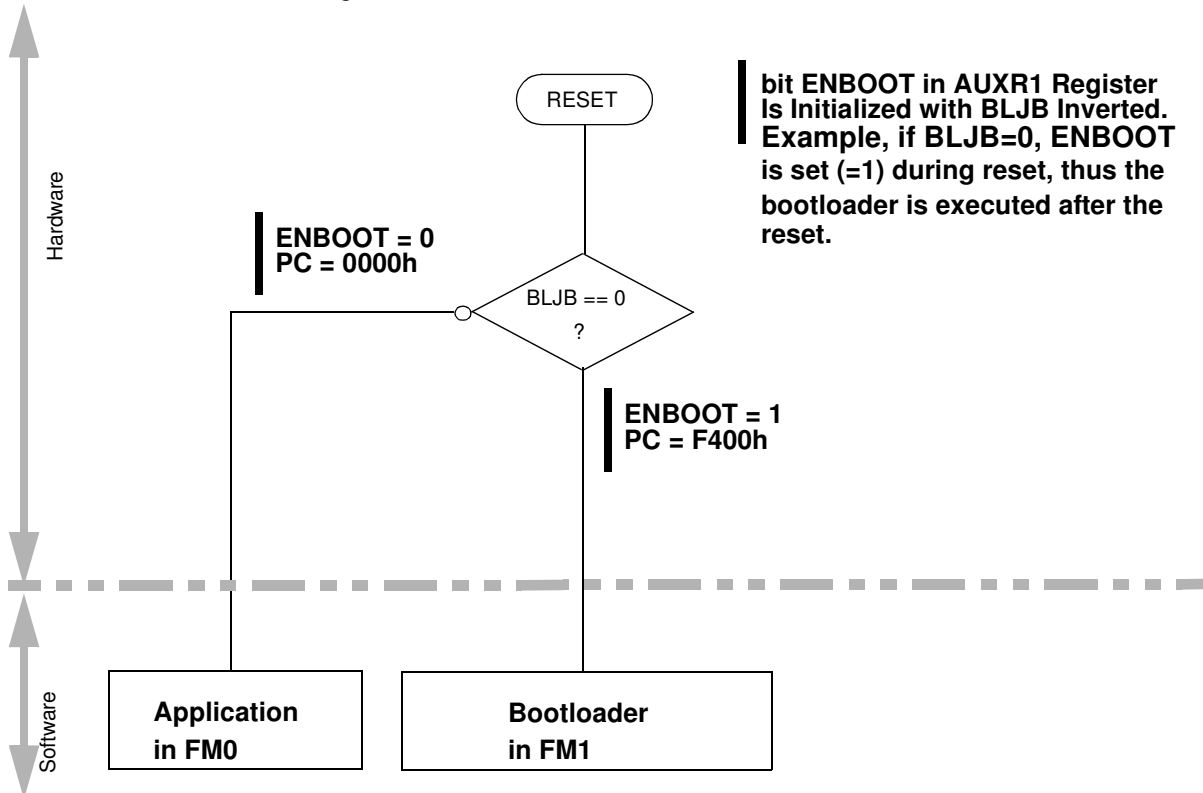 RESET
bit ENBOOT in AUXR1 Register
Is Initialized with BLJB Inverted.
Example, if BLJB=0, ENBOOT
is set (=1) during reset, thus the
bootloader is executed after the
reset.
Hardware
ENBOOT = 0
PC = 0000h
BLJB == 0
?
ENBOOT = 1
PC = F400h
Software
Application
in FM0
Bootloader
in FM1